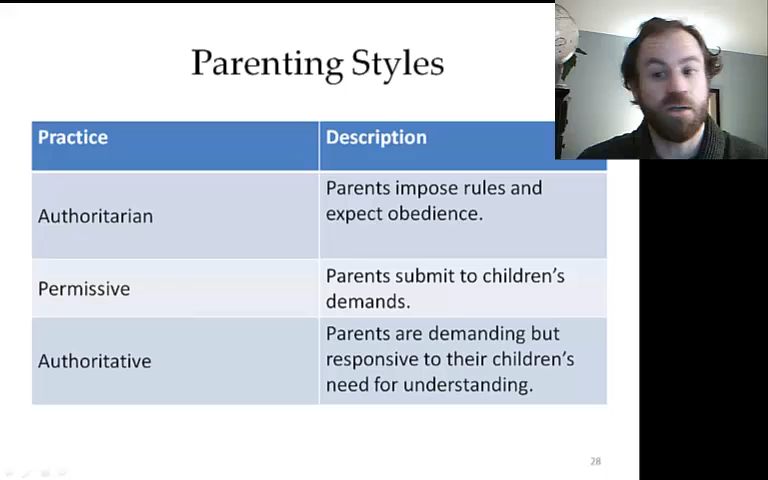 Parenting Styles
Practice
Description
Authoritarian
Parents impose rules and
expect obedience.
Permissive
Parents submit to children's
demands.
Authoritative
Parents are demanding but
responsive to their children's
need for understanding.
28